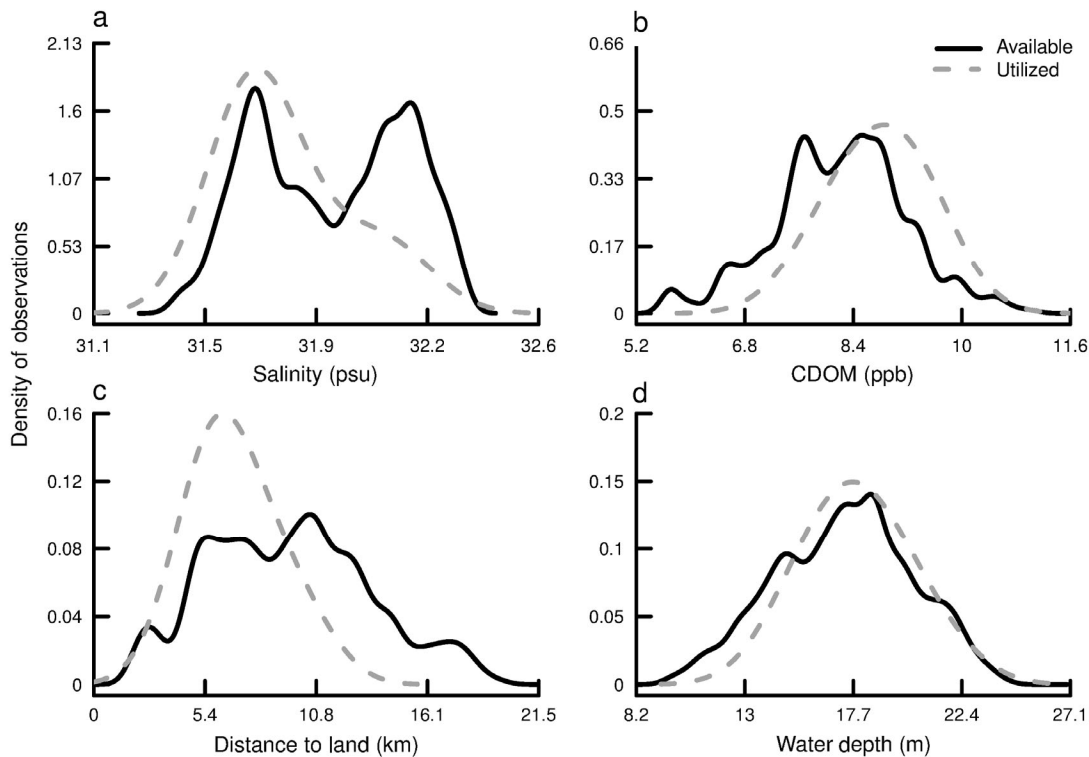 a
2.13
1.6
1.07
0.53
0
31.1 31.5 31.9 32.2 32.6
Salinity (psu)
b
Available
Utilized
0.66
0.5
0.33
0.17
0
5.2 6.8 8.4 10 11.6
CDOM (ppb)
Density of observations
c
0.16
0.12
0.08
0.04
0
0 5.4 10.8 16.1 21.5
Distance to land (km)
d
0.2
0.15
0.1
0.05
0
8.2 13 17.7 22.4 27.1
Water depth (m)